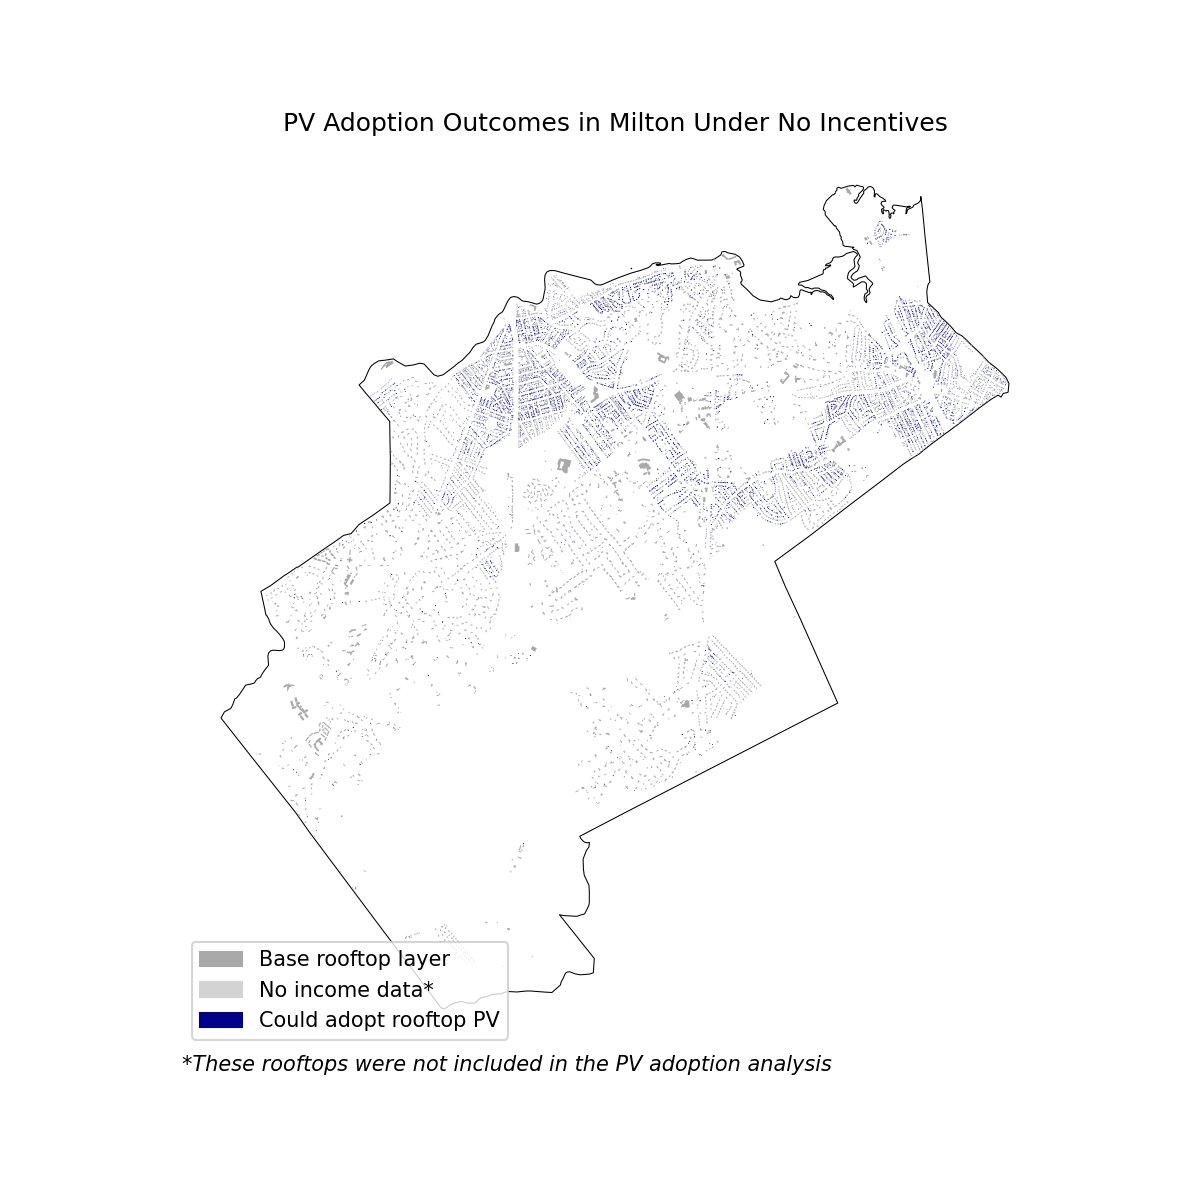 PV Adoption Outcomes in Milton Under No Incentives
Base rooftop layer
No income data*
Could adopt rooftop PV
*These rooftops were not included in the PV adoption analysis